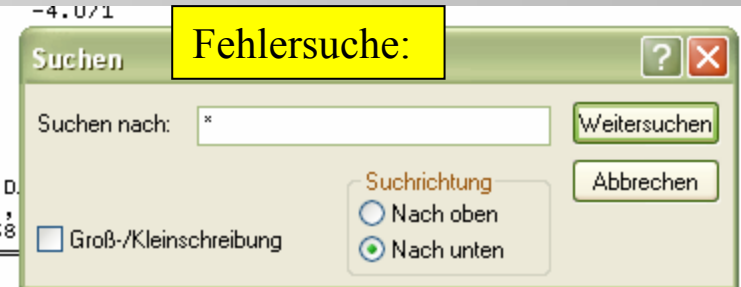 -4.071
Fehlersuche:
Suchen
Suchen nach: * Weitersuchen
Suchrichtung Abbrechen
Nach oben
Groß-/Kleinschreibung Nach unten